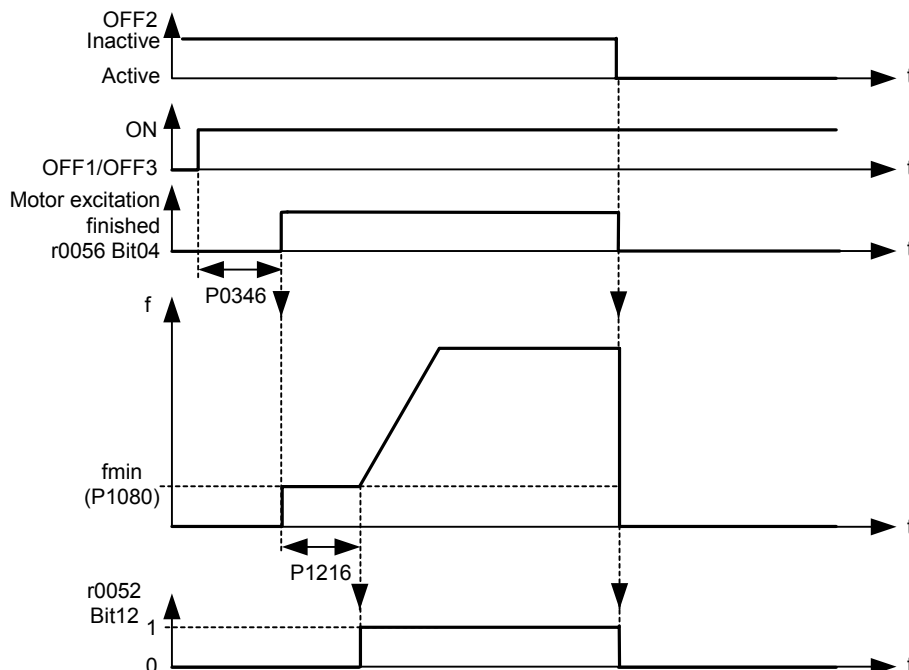 OFF2
Inactive
Active
t
ON
OFF1/OFF3
t
Motor excitation
finished
r0056 Bit04
t
P0346
f
fmin
(P1080)
t
P1216
r0052
Bit12
1
0
t